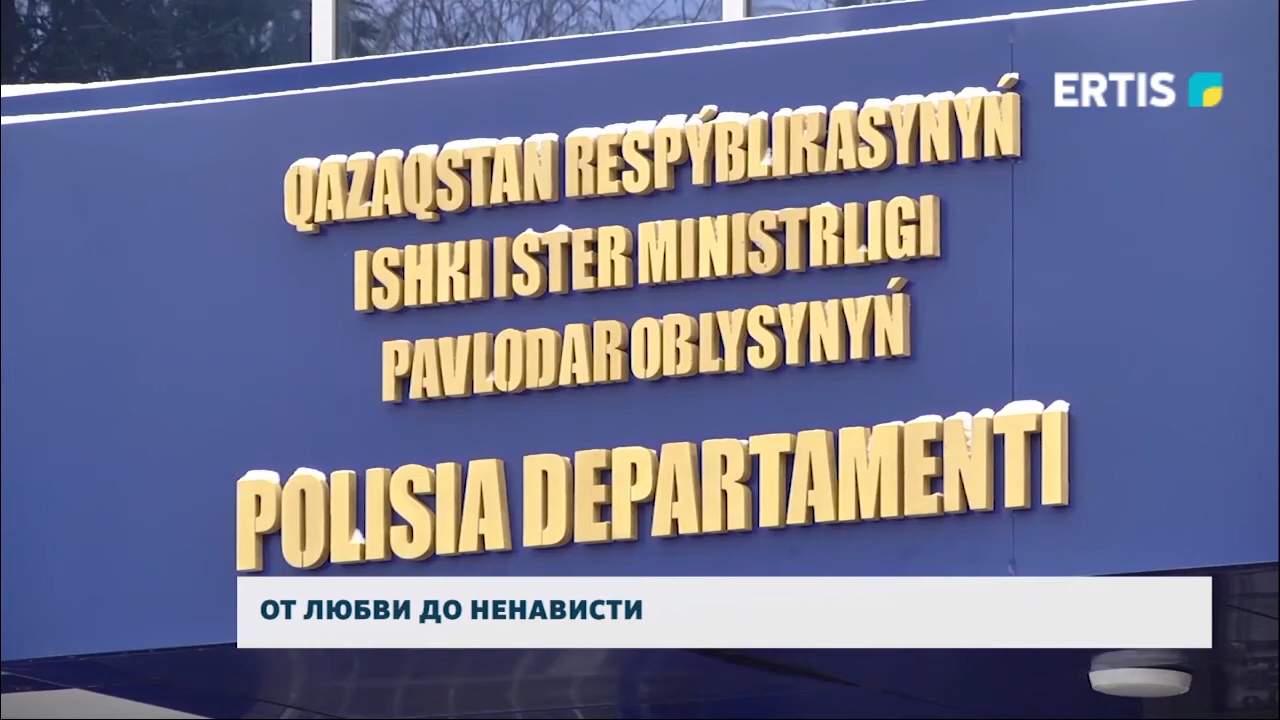 ERTIS
QAZAQSTAN RESPÝBLIKASYNYŃ
ISHKI ISTER MINISTRLIGI
PAVLODAR OBLYSYNYŃ
POLISIA DEPARTAMENTI
ОТ ЛЮБВИ ДО НЕНАВИСТИ